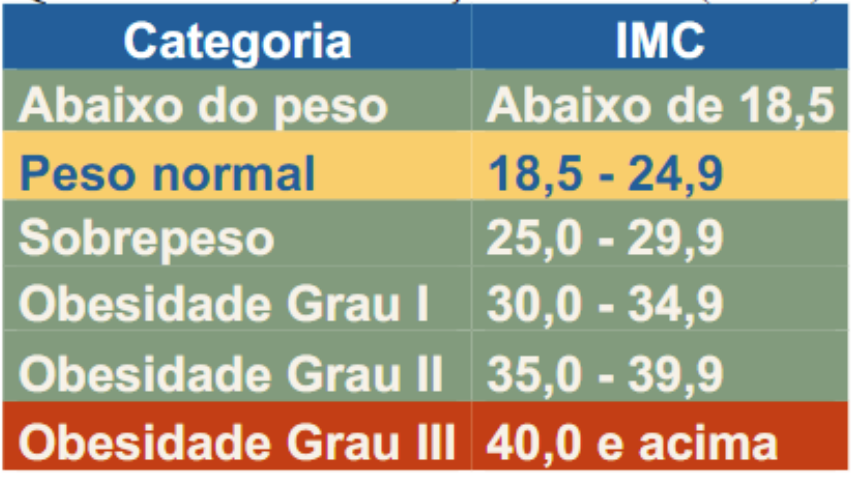 Categoria IMC
Abaixo do peso Abaixo de 18,5
Peso normal 18,5 - 24,9
Sobrepeso 25,0 - 29,9
Obesidade Grau I 30,0 - 34,9
Obesidade Grau II 35,0 - 39,9
Obesidade Grau III 40,0 e acima